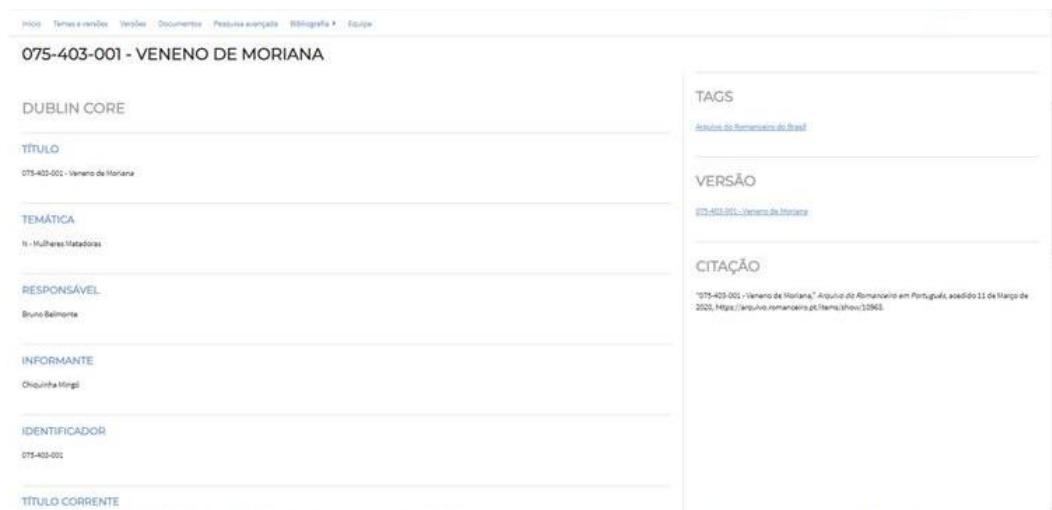 Início Temas e versões Versões Documentos Pesquisa avançada Bibliografia Equipa
075-403-001 - VENENO DE MORIANA
DUBLIN CORE
TÍTULO
075-403-001 - Veneno de Moriana
TEMÁTICA
N - Mulheres Matadoras
RESPONSÁVEL
Bruno Belmonte
INFORMANTE
Chiquinha Mingó
IDENTIFICADOR
075-403-001
TÍTULO CORRENTE
TAGS
Arquivo do Romanceiro do Brasil
VERSÃO
075-403-001 - Veneno de Moriana
CITAÇÃO
"075-403-001 - Veneno de Moriana," Arquivo do Romanceiro em Português, acedido 11 de Março de
2020, https://arquivo.romanceiro.pt/items/show/10963.